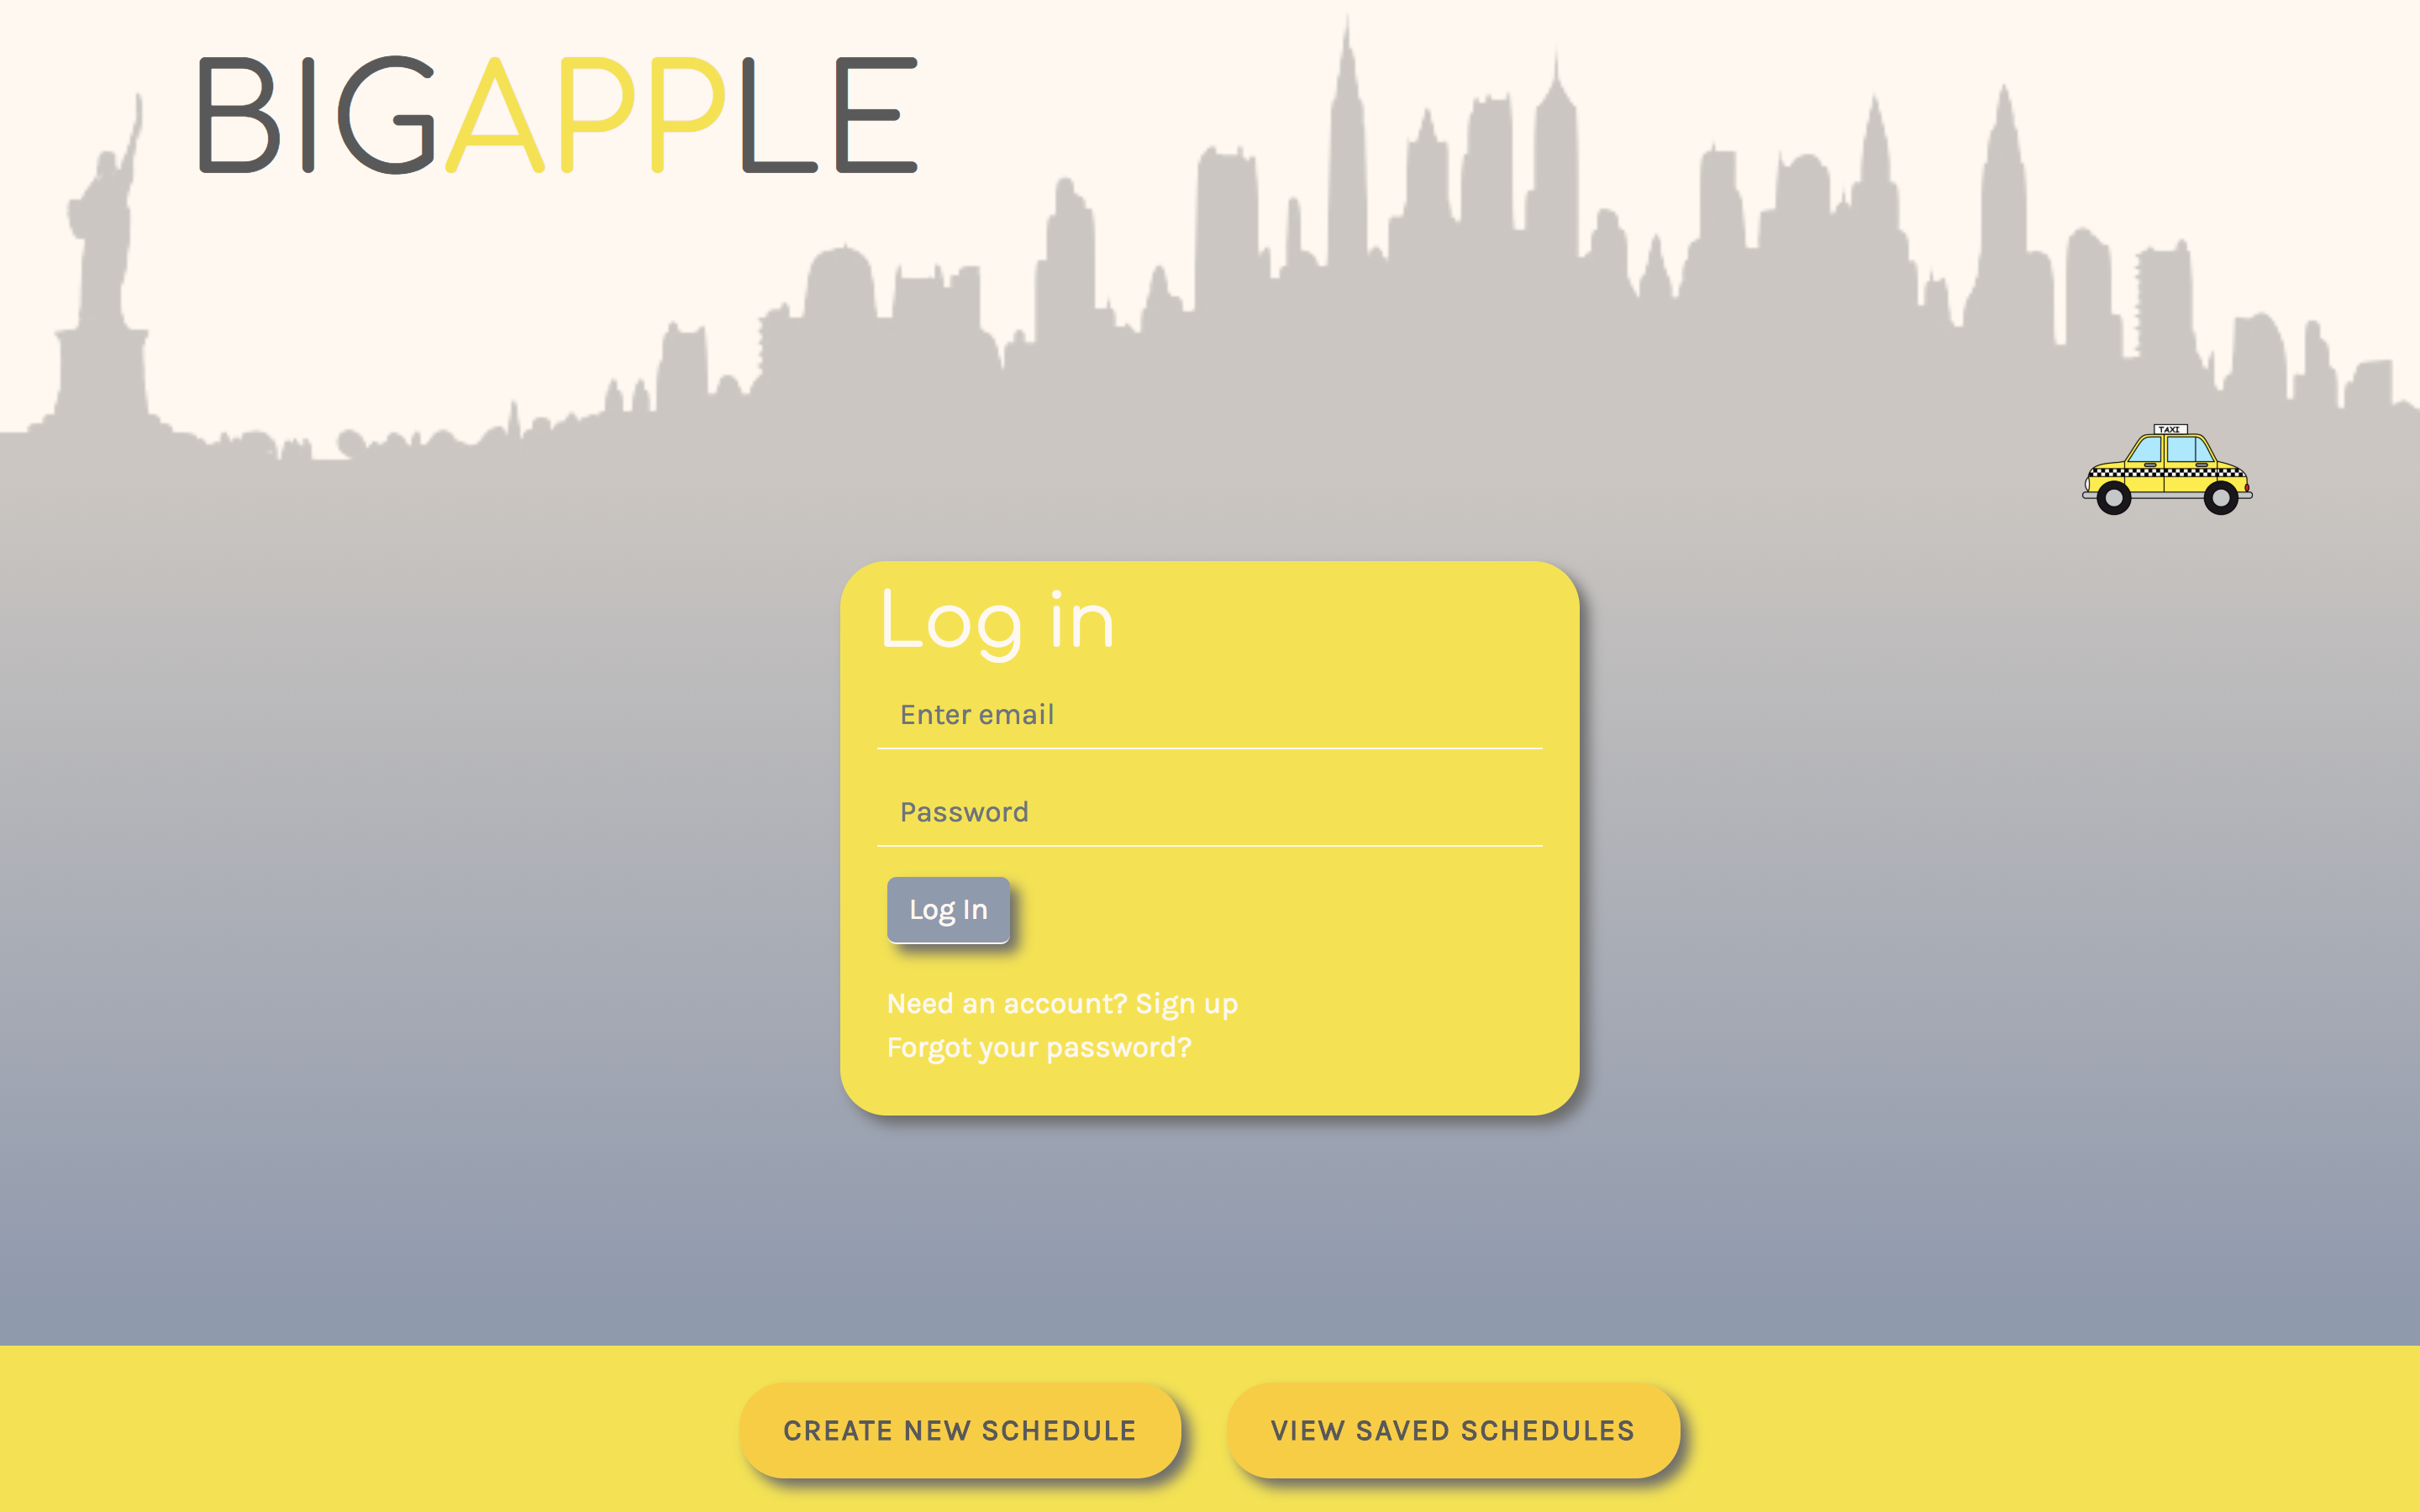 BIGAPPLE
TAXI
Log in
Enter email
Password
Log In
Need an account? Sign up
Forgot your password?
CREATE NEW SCHEDULE
VIEW SAVED SCHEDULES